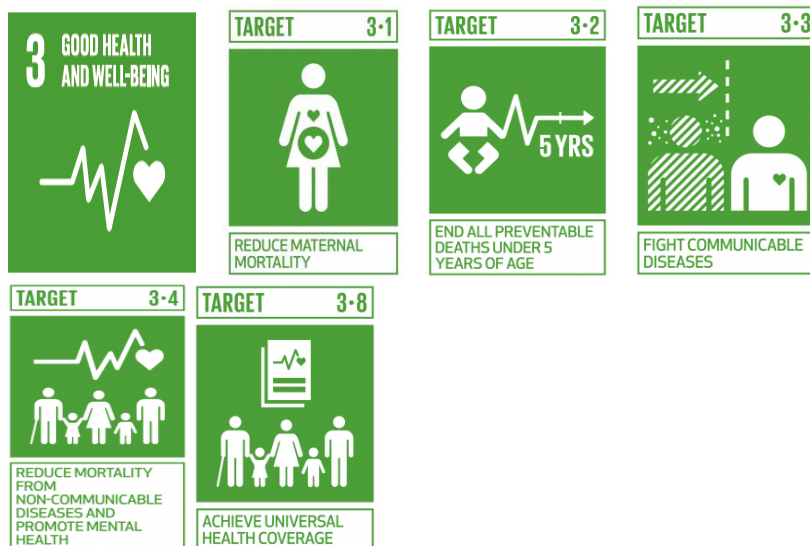 3 GOOD HEALTH
AND WELL-BEING
TARGET 3·1
REDUCE MATERNAL
MORTALITY
TARGET 3·2
5 YRS
END ALL PREVENTABLE
DEATHS UNDER 5
YEARS OF AGE
TARGET 3·3
FIGHT COMMUNICABLE
DISEASES
TARGET 3·4
REDUCE MORTALITY
FROM
NON-COMMUNICABLE
DISEASES AND
PROMOTE MENTAL
HEALTH
TARGET 3·8
ACHIEVE UNIVERSAL
HEALTH COVERAGE